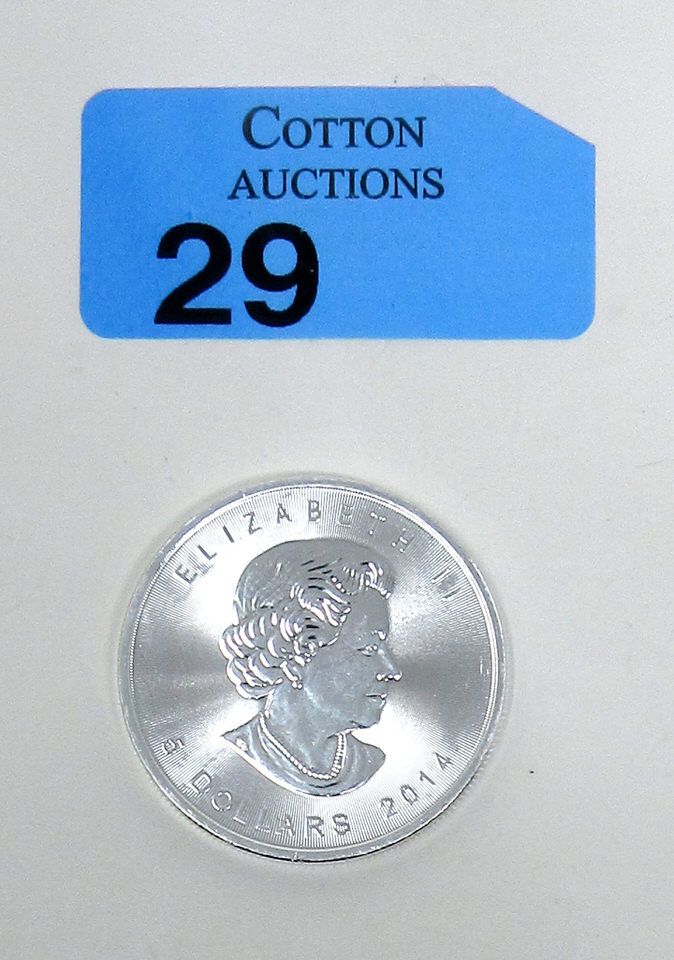 COTTON
AUCTIONS
29
ELIZABETH II
5 DOLLARS 2014